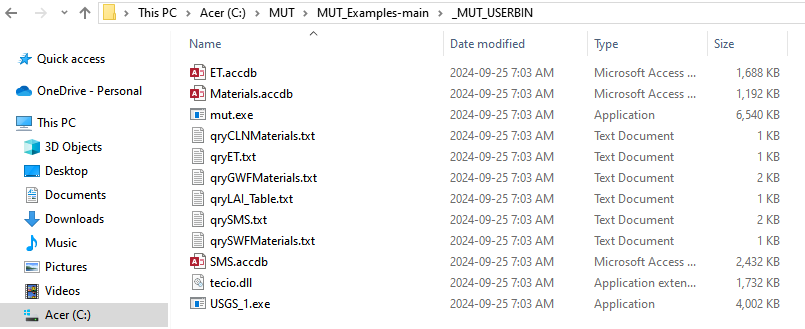 This PC > Acer (C:) > MUT > MUT_Examples-main > _MUT_USERBIN
Quick access
OneDrive - Personal
This PC
3D Objects
Desktop
Documents
Downloads
Music
Pictures
Videos
Acer (C:)
Name Date modified Type Size
ET.accdb 2024-09-25 7:03 AM Microsoft Access ... 1,688 KB
Materials.accdb 2024-09-25 7:03 AM Microsoft Access ... 1,192 KB
mut.exe 2024-09-25 7:03 AM Application 6,540 KB
qryCLNMaterials.txt 2024-09-25 7:03 AM Text Document 1 KB
qryET.txt 2024-09-25 7:03 AM Text Document 1 KB
qryGWFMaterials.txt 2024-09-25 7:03 AM Text Document 2 KB
qryLAI_Table.txt 2024-09-25 7:03 AM Text Document 1 KB
qrySMS.txt 2024-09-25 7:03 AM Text Document 2 KB
qrySWFMaterials.txt 2024-09-25 7:03 AM Text Document 1 KB
SMS.accdb 2024-09-25 7:03 AM Microsoft Access ... 2,432 KB
tecio.dll 2024-09-25 7:03 AM Application exten... 1,732 KB
USGS_1.exe 2024-09-25 7:03 AM Application 4,002 KB